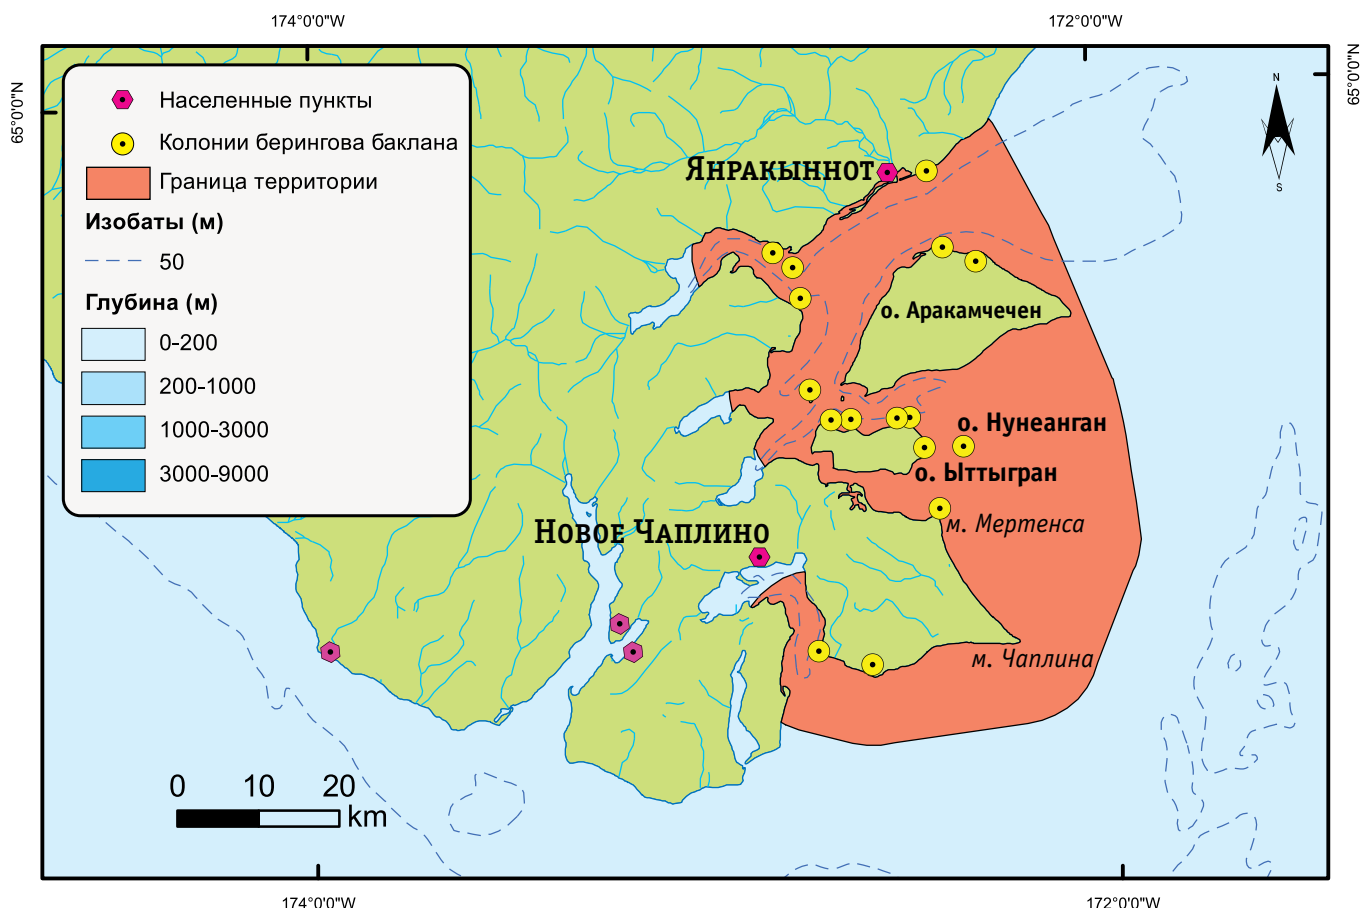 174°0'0"W
172°0'0"W
65°0'0"N
65°0'0"N
N
S
Населенные пункты
Колонии берингова баклана
Граница территории
Изобаты (м)
50
Глубина (м)
0-200
200-1000
1000-3000
3000-9000
Янракыннот
о. Аракамчечен
о. Нунеанган
о. Ыттыгран
м. Мертенса
Новое Чаплино
м. Чаплина
0 10 20
km
174°0'0"W
172°0'0"W